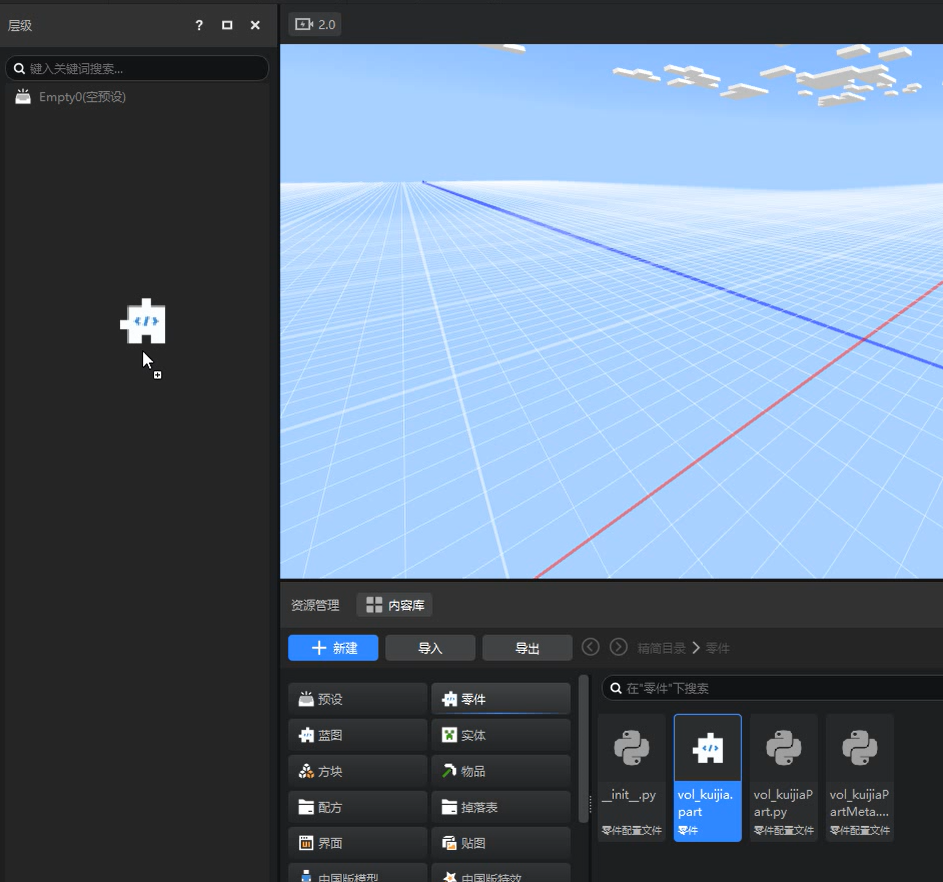 层级
?
2.0
键入关键词搜索...
Empty0(空预设)
资源管理
内容库
新建
导入
导出
精简目录
零件
预设
零件
蓝图
实体
方块
物品
配方
掉落表
界面
贴图
中国版模型
中国版特效
在"零件"下搜索
__init__.py
零件配置文件
vol_kuijia.
part
零件
vol_kuijiaP
art.py
零件配置文件
vol_kuijiaP
artMeta....
零件配置文件